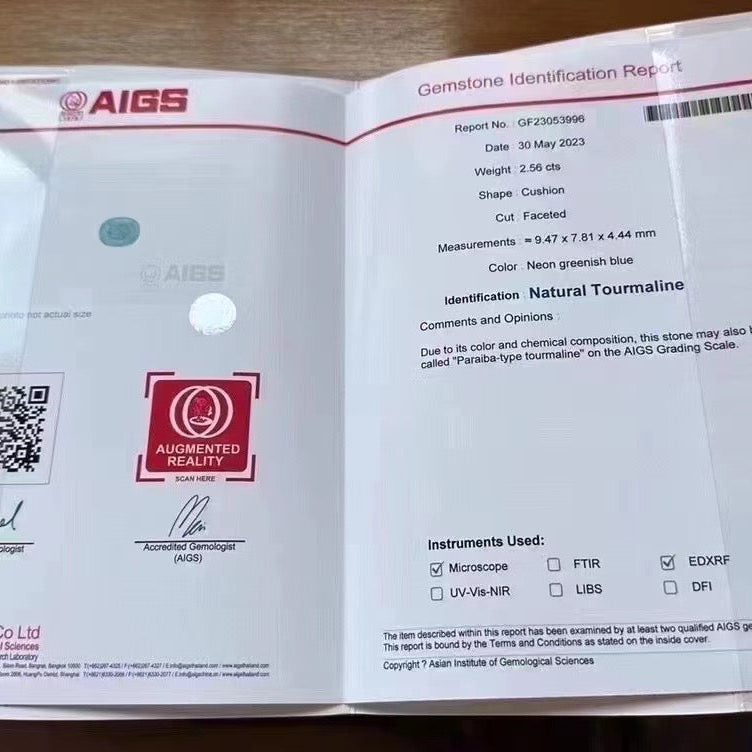 AIGS
AIGS
photo not actual size
AUGMENTED
REALITY
SCAN HERE
ologist
Accredited Gemologist
(AIGS)
Co Ltd
l Sciences
rch Laboratory
Gemstone Identification Report
Report No. : GF23053996
Date : 30 May 2023
Weight : 2.56 cts
Shape : Cushion
Cut : Faceted
Measurements : ≈ 9.47 x 7.81 x 4.44 mm
Color : Neon greenish blue
Identification : Natural Tourmaline
Comments and Opinions :
Due to its color and chemical composition, this stone may also b
called "Paraiba-type tourmaline" on the AIGS Grading Scale.
Instruments Used:
Microscope FTIR EDXRF
UV-Vis-NIR LIBS DFI
The item described within this report has been examined by at least two qualified AIGS ge
This report is bound by the Terms and Conditions as stated on the inside cover.
Copyright ? Asian Institute of Gemological Sciences